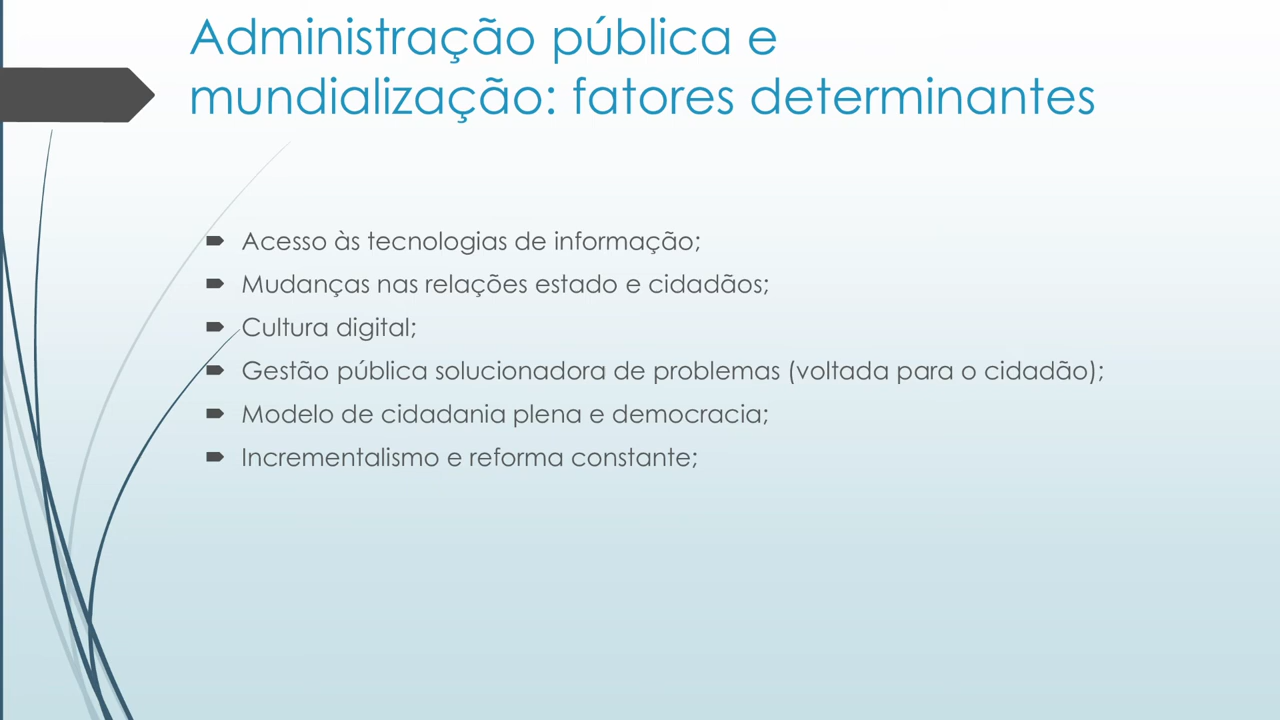 Administração pública e
mundialização: fatores determinantes
Acesso às tecnologias de informação;
Mudanças nas relações estado e cidadãos;
Cultura digital;
Gestão pública solucionadora de problemas (voltada para o cidadão);
Modelo de cidadania plena e democracia;
Incrementalismo e reforma constante;